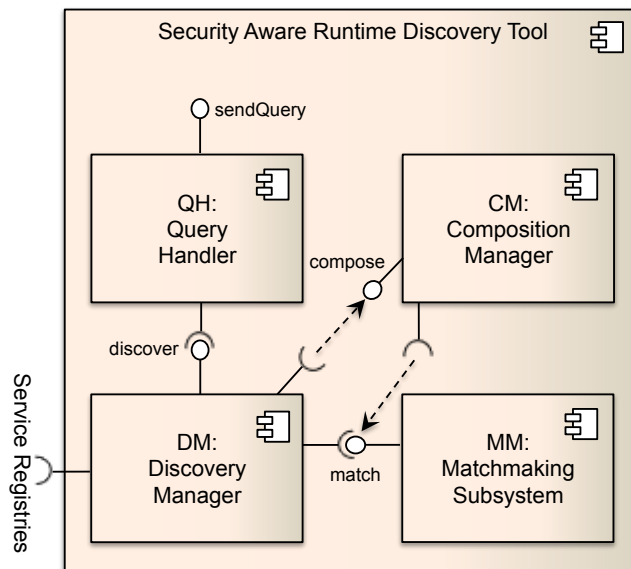 Security Aware Runtime Discovery Tool
sendQuery
QH:
Query
Handler
CM:
Composition
Manager
compose
discover
Service Registries
DM:
Discovery
Manager
match
MM:
Matchmaking
Subsystem